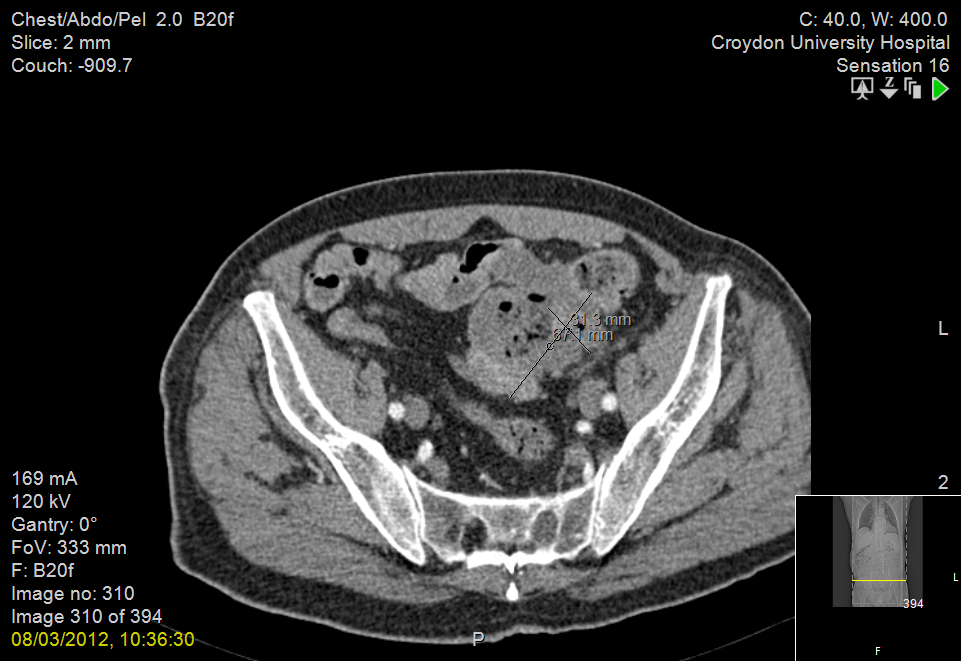 Chest/Abdo/Pel 2.0 B20f
Slice: 2 mm
Couch: -909.7
C: 40.0, W: 400.0
Croydon University Hospital
Sensation 16
31.3 mm
67.1 mm
c
L
2
169 mA
120 kV
Gantry: 0°
FoV: 333 mm
F: B20f
Image no: 310
Image 310 of 394
08/03/2012, 10:36:30
P
L
394
F